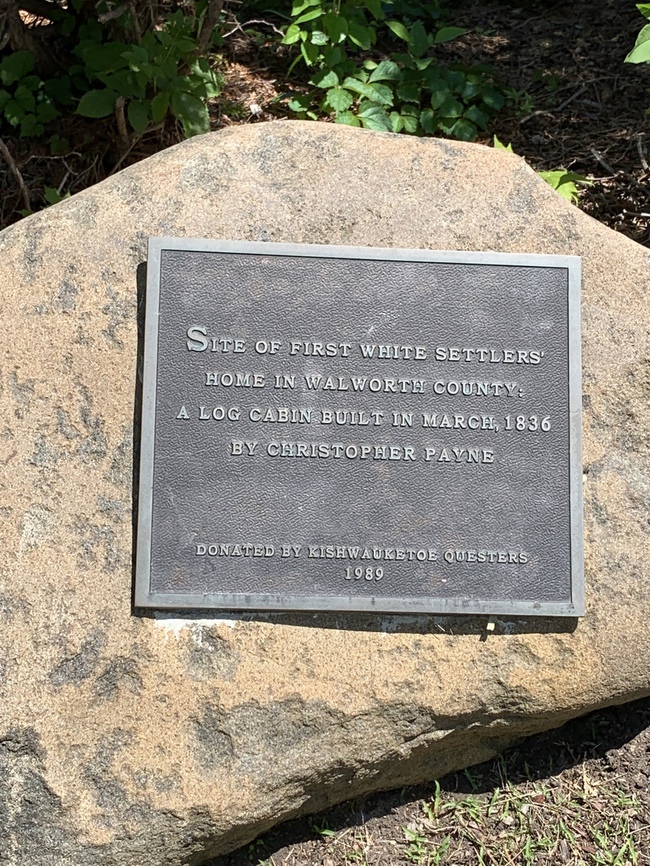 SITE OF FIRST WHITE SETTLERS'
HOME IN WALWORTH COUNTY:
A LOG CABIN BUILT IN MARCH, 1836
BY CHRISTOPHER PAYNE
DONATED BY KISHWAUKETOE QUESTERS
1989